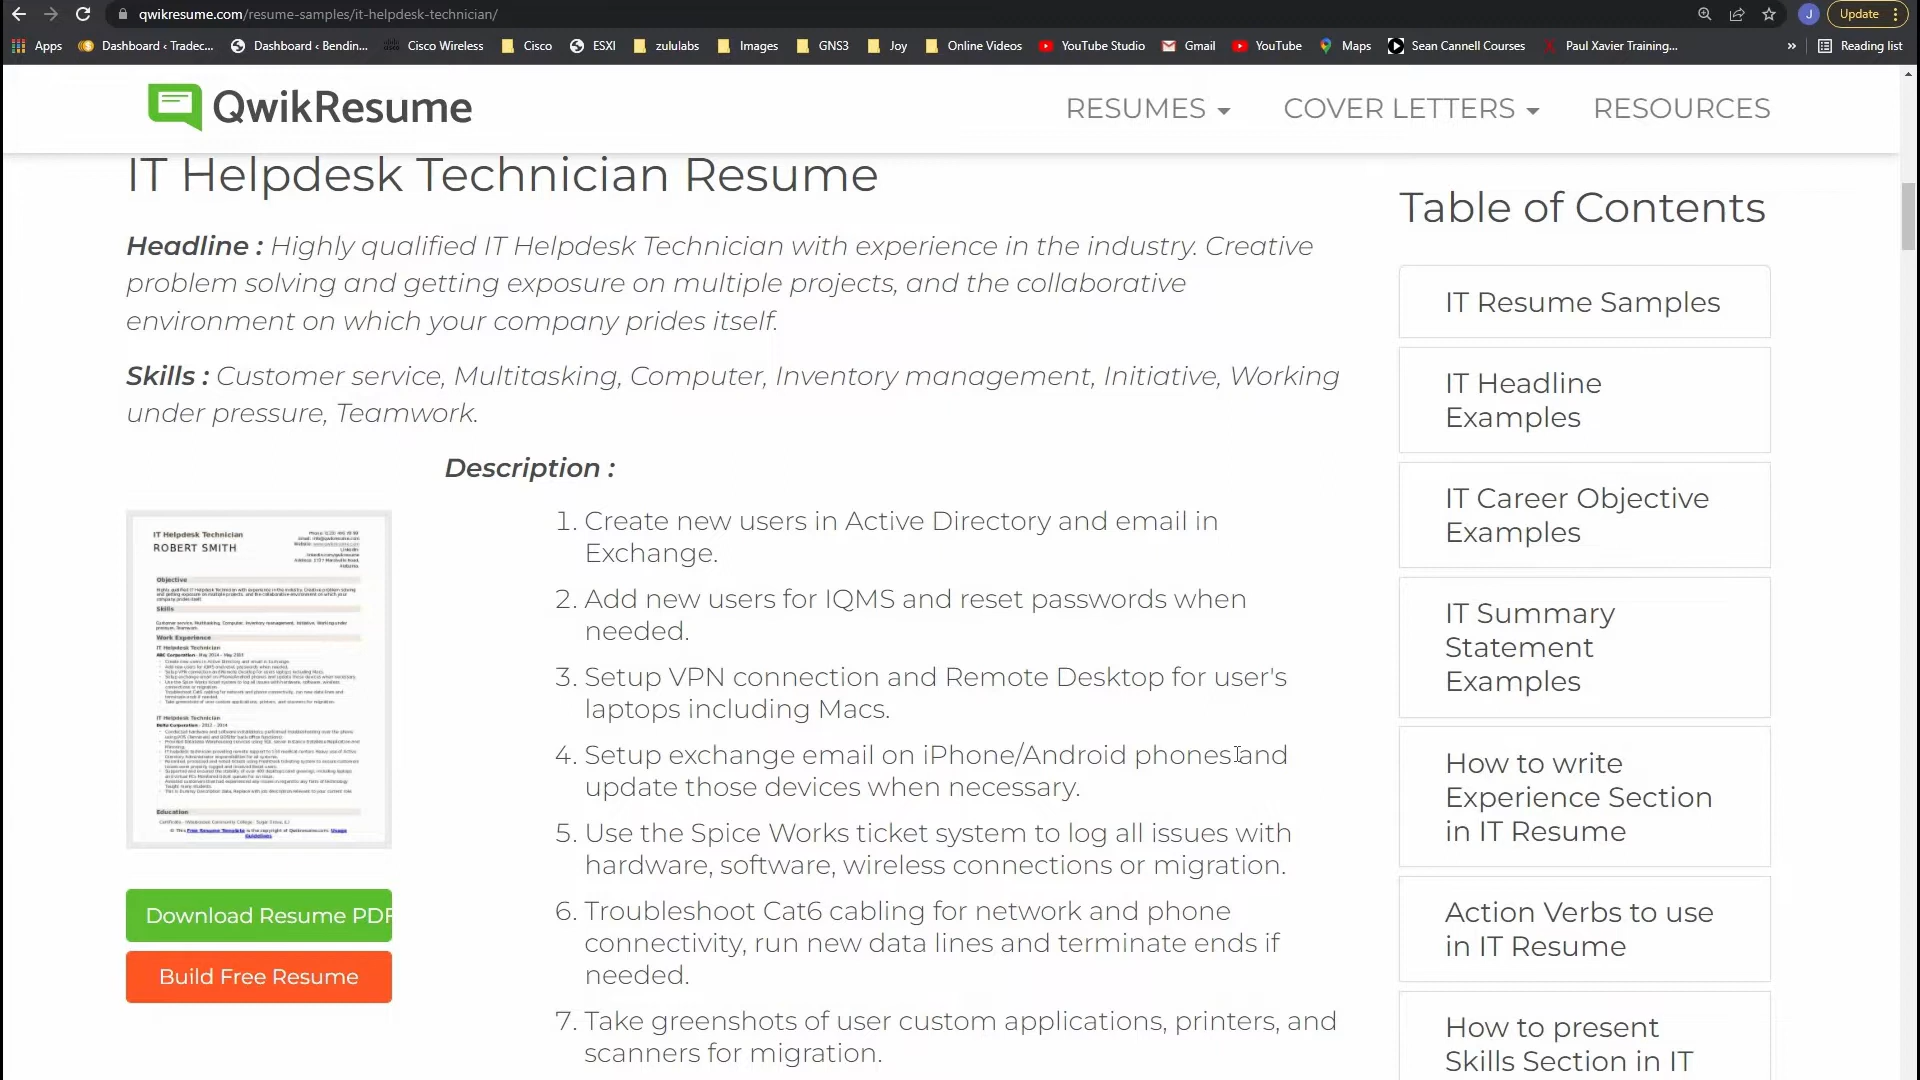 qwikresume.com/resume-samples/it-helpdesk-technician/
Update
Apps
Dashboard ‹ Tradec...
Dashboard ‹ Bendin...
Cisco Wireless
Cisco
ESXI
zululabs
Images
GNS3
Joy
Online Videos
YouTube Studio
Gmail
YouTube
Maps
Sean Cannell Courses
Paul Xavier Training...
»
Reading list
QwikResume
RESUMES
COVER LETTERS
RESOURCES
IT Helpdesk Technician Resume
Headline : Highly qualified IT Helpdesk Technician with experience in the industry. Creative
problem solving and getting exposure on multiple projects, and the collaborative
environment on which your company prides itself.
Skills : Customer service, Multitasking, Computer, Inventory management, Initiative, Working
under pressure, Teamwork.
IT Helpdesk Technician
ROBERT SMITH
Objective
Skills
Work Experience
IT Helpdesk Technician
IT Helpdesk Technician
Education
Download Resume PDF
Build Free Resume
Description :
1. Create new users in Active Directory and email in
Exchange.
2. Add new users for IQMS and reset passwords when
needed.
3. Setup VPN connection and Remote Desktop for user's
laptops including Macs.
4. Setup exchange email on iPhone/Android phones and
update those devices when necessary.
5. Use the Spice Works ticket system to log all issues with
hardware, software, wireless connections or migration.
6. Troubleshoot Cat6 cabling for network and phone
connectivity, run new data lines and terminate ends if
needed.
7. Take greenshots of user custom applications, printers, and
scanners for migration.
Table of Contents
IT Resume Samples
IT Headline
Examples
IT Career Objective
Examples
IT Summary
Statement
Examples
How to write
Experience Section
in IT Resume
Action Verbs to use
in IT Resume
How to present
Skills Section in IT